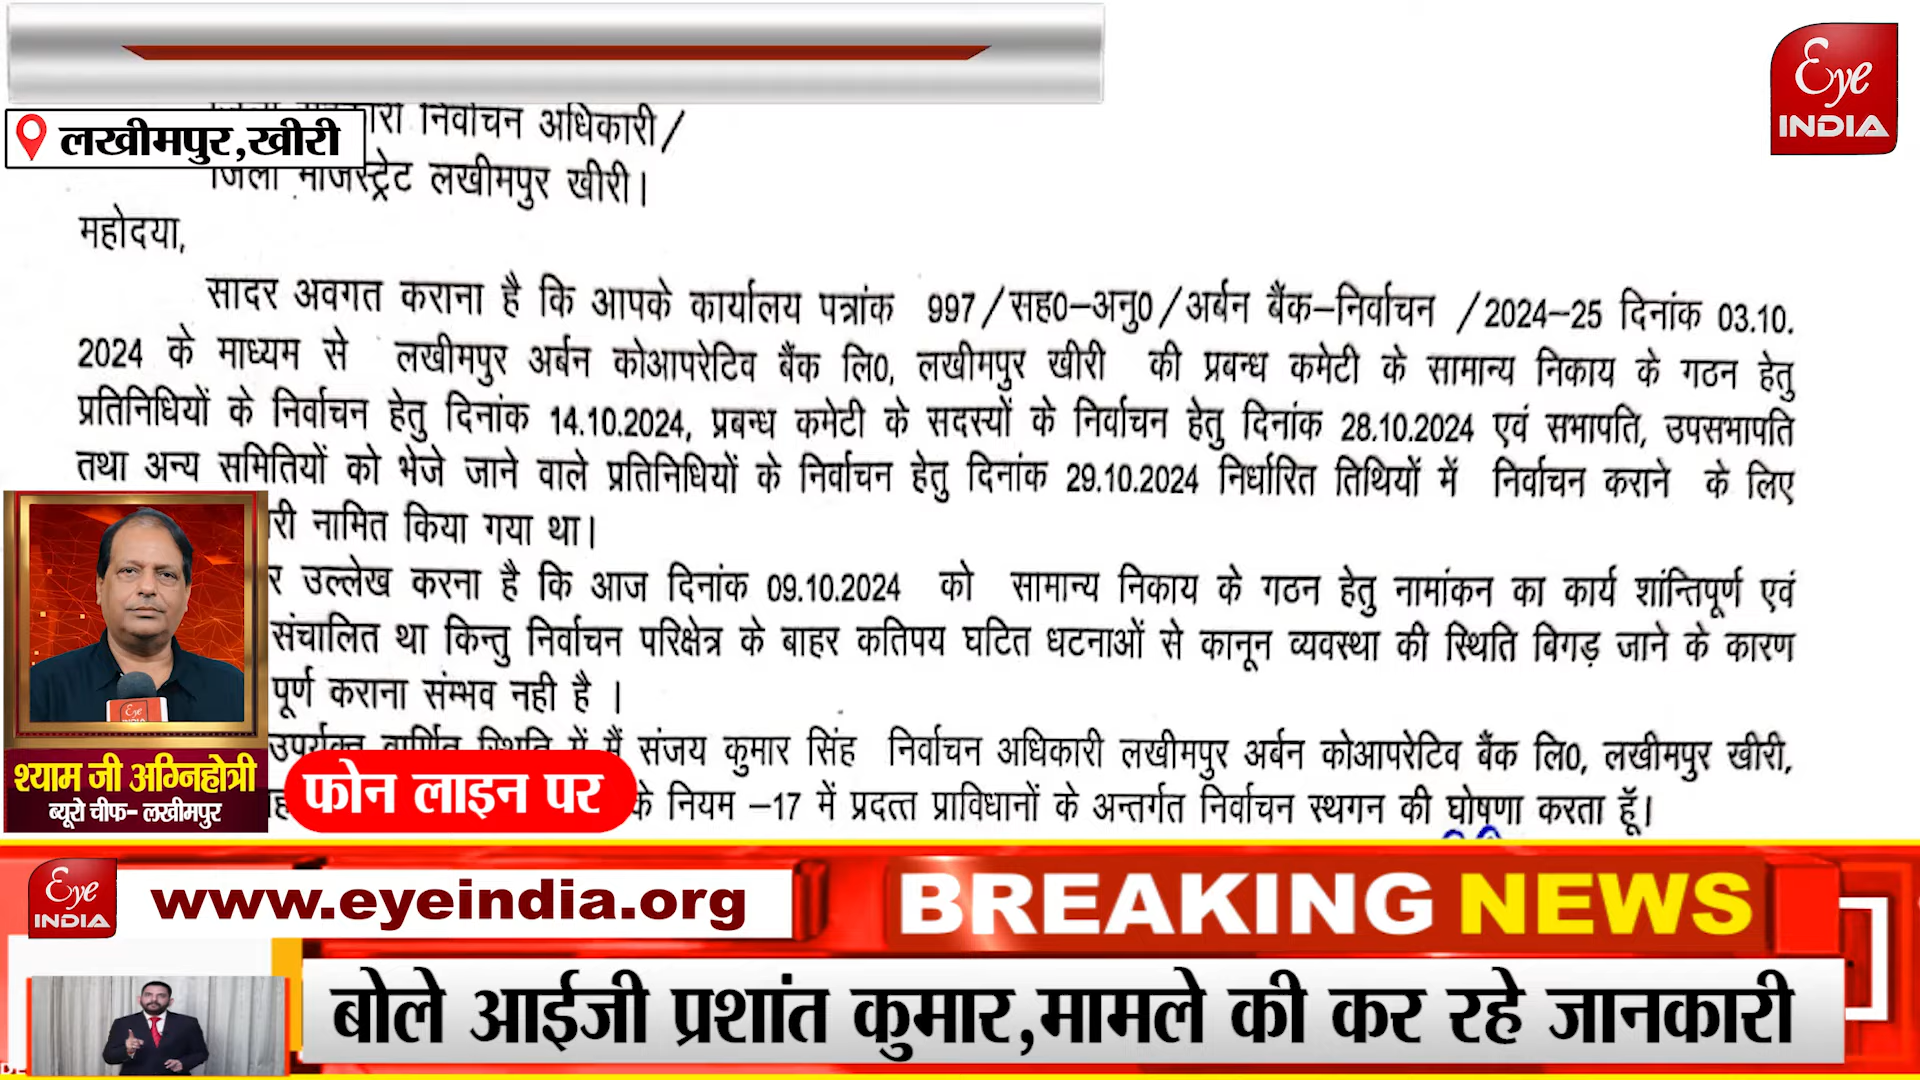 Eye
INDIA
लखीमपुर,खीरी
निर्वाचन अधिकारी/
लखीमपुर खीरी।
महोदया,
सादर अवगत कराना है कि आपके कार्यालय पत्रांक 997/सह0-अनु0/अर्बन बैंक-निर्वाचन /2024-25 दिनांक 03.10.
2024 के माध्यम से लखीमपुर अर्बन कोआपरेटिव बैंक लि0, लखीमपुर खीरी की प्रबन्ध कमेटी के सामान्य निकाय के गठन हेतु
प्रतिनिधियों के निर्वाचन हेतु दिनांक 14.10.2024, प्रबन्ध कमेटी के सदस्यों के निर्वाचन हेतु दिनांक 28.10.2024 एवं सभापति, उपसभापति
तथा अन्य समितियों को भेजे जाने वाले प्रतिनिधियों के निर्वाचन हेतु दिनांक 29.10.2024 निर्धारित तिथियों में निर्वाचन कराने के लिए
री नामित किया गया था।
र उल्लेख करना है कि आज दिनांक 09.10.2024 को सामान्य निकाय के गठन हेतु नामांकन का कार्य शांन्तिपूर्ण एवं
संचालित था किन्तु निर्वाचन परिक्षेत्र के बाहर कतिपय घटित धटनाओं से कानून व्यवस्था की स्थिति बिगड़ जाने के कारण
पूर्ण कराना संम्भव नही है ।
उपर्युक्त वार्णित स्थिति में मैं संजय कुमार सिंह निर्वाचन अधिकारी लखीमपुर अर्बन कोआपरेटिव बैंक लि0, लखीमपुर खीरी,
के नियम -17 में प्रदत्त प्राविधानों के अन्तर्गत निर्वाचन स्थगन की घोषणा करता हूॅ।
Eye
INDIA
श्याम जी अग्निहोत्री
ब्यूरो चीफ- लखीमपुर
फोन लाइन पर
Eye
INDIA
www.eyeindia.org
BREAKING NEWS
बोले आईजी प्रशांत कुमार,मामले की कर रहे जानकारी